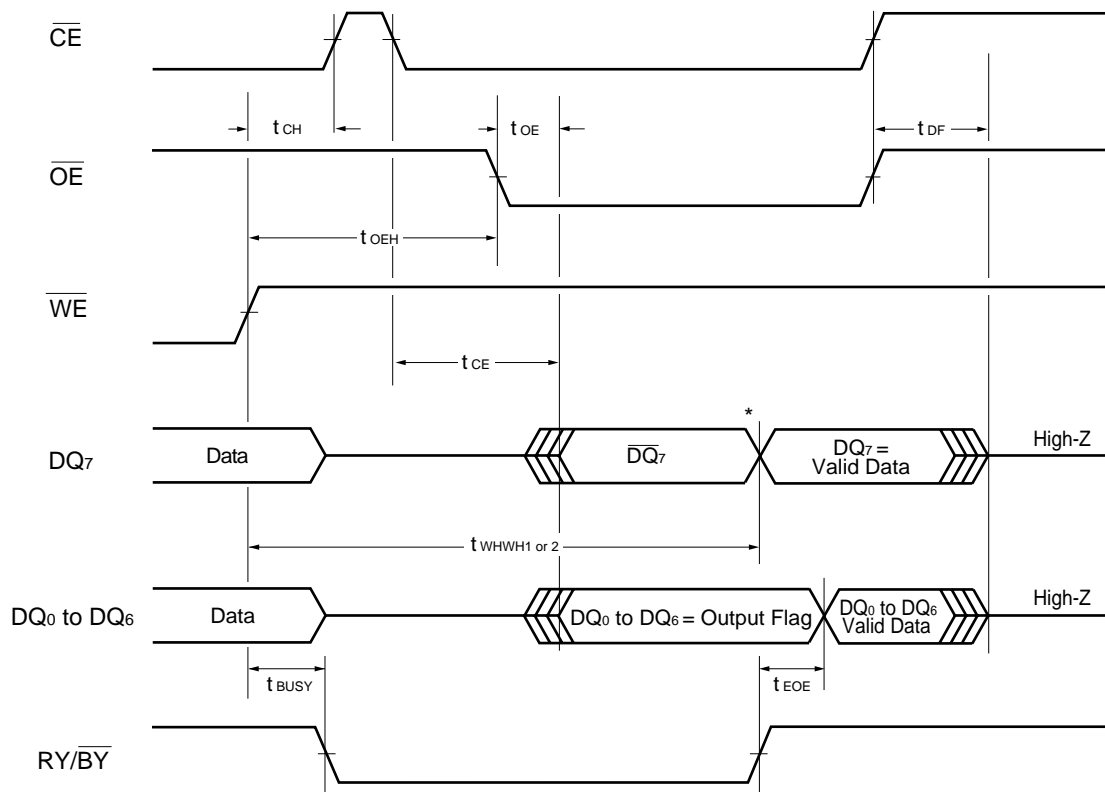 CE
t CH
t OE
t DF
OE
t OEH
WE
t CE
*
DQ7
Data
DQ7
DQ7 =
Valid Data
High-Z
t WHWH1 or 2
DQ0 to DQ6
Data
DQ0 to DQ6 = Output Flag
DQ0 to DQ6
Valid Data
High-Z
t BUSY
t EOE
RY/BY